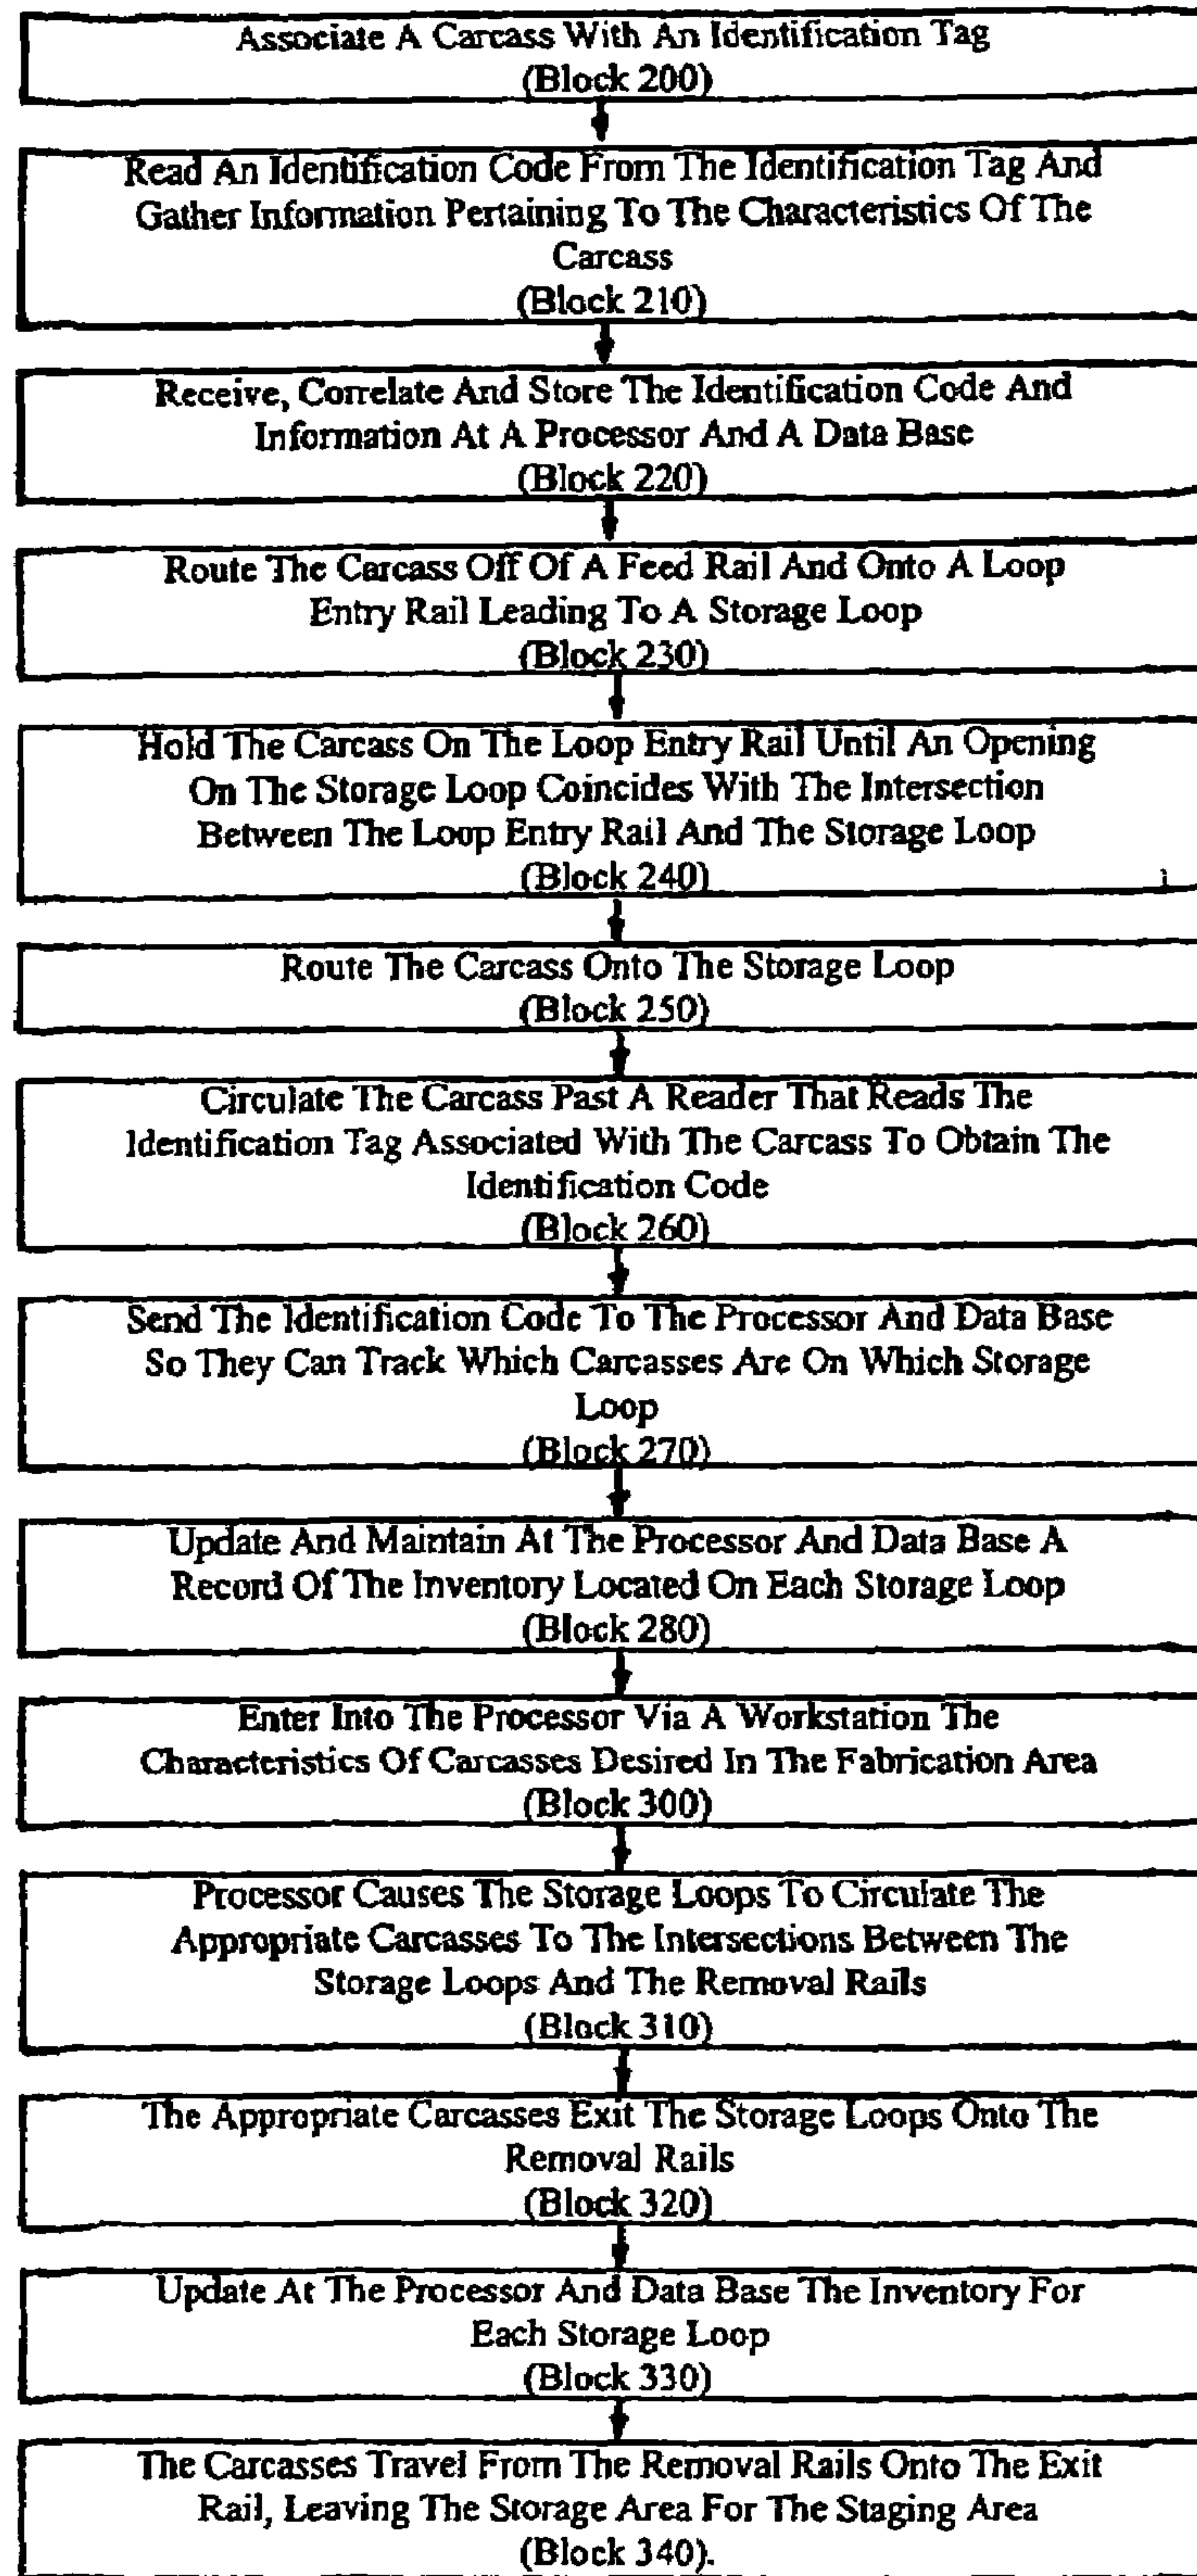 Associate A Carcass With An Identification Tag
(Block 200)
Read An Identification Code From The Identification Tag And
Gather Information Pertaining To The Characteristics Of The
Carcass
(Block 210)
Receive, Correlate And Store The Identification Code And
Information At A Processor And A Data Base
(Block 220)
Route The Carcass Off Of A Feed Rail And Onto A Loop
Entry Rail Leading To A Storage Loop
(Block 230)
Hold The Carcass On The Loop Entry Rail Until An Opening
On The Storage Loop Coincides With The Intersection
Between The Loop Entry Rail And The Storage Loop
(Block 240)
Route The Carcass Onto The Storage Loop
(Block 250)
Circulate The Carcass Past A Reader That Reads The
Identification Tag Associated With The Carcass To Obtain The
Identification Code
(Block 260)
Send The Identification Code To The Processor And Data Base
So They Can Track Which Carcasses Are On Which Storage
Loop
(Block 270)
Update And Maintain At The Processor And Data Base A
Record Of The Inventory Located On Each Storage Loop
(Block 280)
Enter Into The Processor Via A Workstation The
Characteristics Of Carcasses Desired In The Fabrication Area
(Block 300)
Processor Causes The Storage Loops To Circulate The
Appropriate Carcasses To The Intersections Between The
Storage Loops And The Removal Rails
(Block 310)
The Appropriate Carcasses Exit The Storage Loops Onto The
Removal Rails
(Block 320)
Update At The Processor And Data Base The Inventory For
Each Storage Loop
(Block 330)
The Carcasses Travel From The Removal Rails Onto The Exit
Rail, Leaving The Storage Area For The Staging Area
(Block 340).